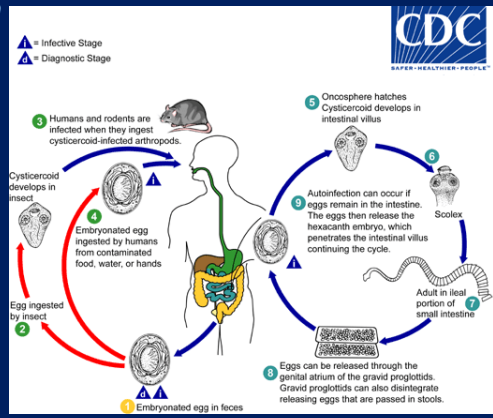 CDC
SAFER • HEALTHIER • PEOPLE™
i = Infective Stage
d = Diagnostic Stage
3 Humans and rodents are
infected when they ingest
cysticercoid-infected arthropods.
Cysticercoid
develops in
insect
i
4
Embryonated egg
ingested by humans
from contaminated
food, water, or hands
Egg ingested
by insect
2
d i
1 Embryonated egg in feces
5 Oncosphere hatches
Cysticercoid develops in
intestinal villus
6
Scolex
9 Autoinfection can occur if
eggs remain in the intestine.
The eggs then release the
hexacanth embryo, which
penetrates the intestinal villus
continuing the cycle.
i
Adult in ileal
portion of
small intestine
7
8 Eggs can be released through the
genital atrium of the gravid proglottids.
Gravid proglottids can also disintegrate
releasing eggs that are passed in stools.